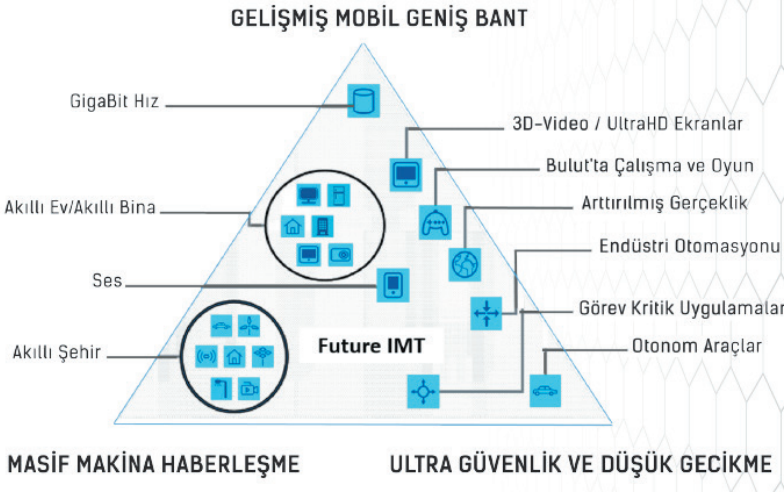 GELİŞMİŞ MOBİL GENİŞ BANT
GigaBit Hız
3D-Video / UltraHD Ekranlar
Bulut'ta Çalışma ve Oyun
Akıllı Ev/Akıllı Bina
Arttırılmış Gerçeklik
Endüstri Otomasyonu
Ses
Görev Kritik Uygulamalar
Future IMT
Otonom Araçlar
Akıllı Şehir
MASİF MAKİNA HABERLEŞME
ULTRA GÜVENLİK VE DÜŞÜK GECİKME